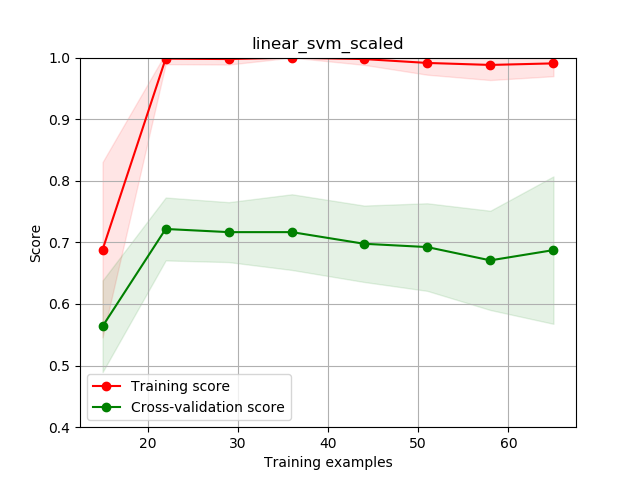 linear_svm_scaled
1.0
0.9
0.8
0.7
0.6
0.5
0.4
Score
Training score
Cross-validation score
20 30 40 50 60
Training examples